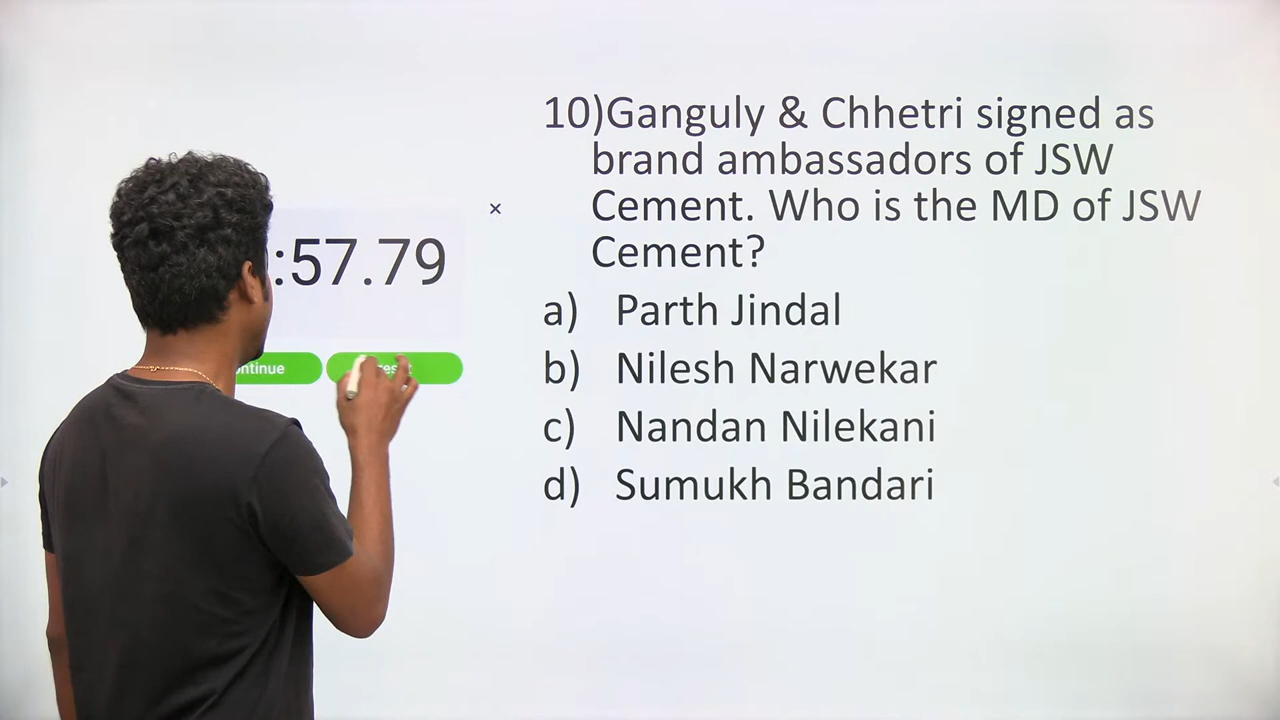 10)Ganguly & Chhetri signed as
brand ambassadors of JSW
Cement. Who is the MD of JSW
Cement?
:57.79
×
ntinue
res t
a) Parth Jindal
b) Nilesh Narwekar
c) Nandan Nilekani
d) Sumukh Bandari